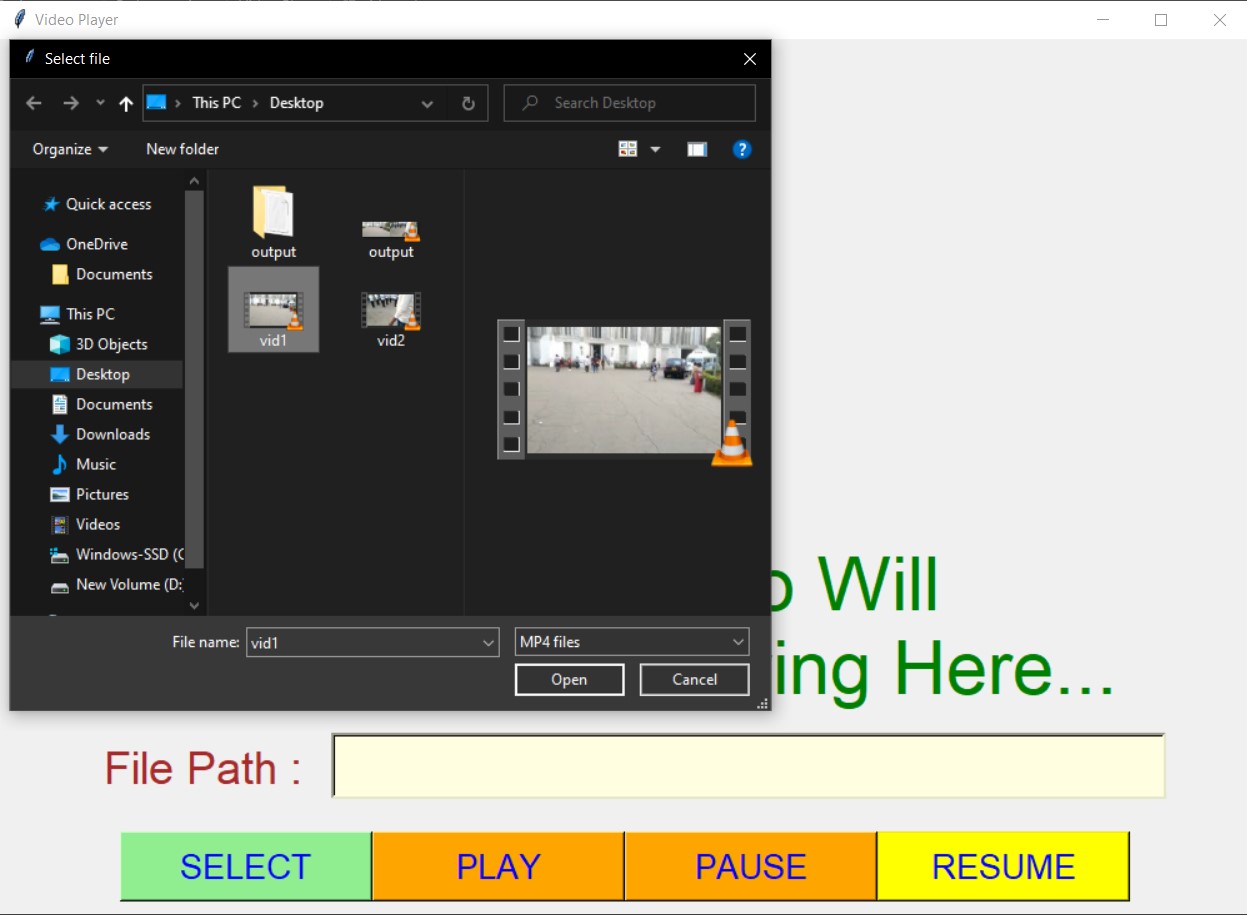 Video Player
Select file
This PC
Desktop
Search Desktop
Organize
New folder
?
Quick access
OneDrive
Documents
This PC
3D Objects
Desktop
Documents
Downloads
Music
Pictures
Videos
Windows-SSD (C
New Volume (D:
output
output
vid1
vid2
File name:
vid1
MP4 files
Open
Cancel
o Will
ing Here...
File Path :
SELECT
PLAY
PAUSE
RESUME